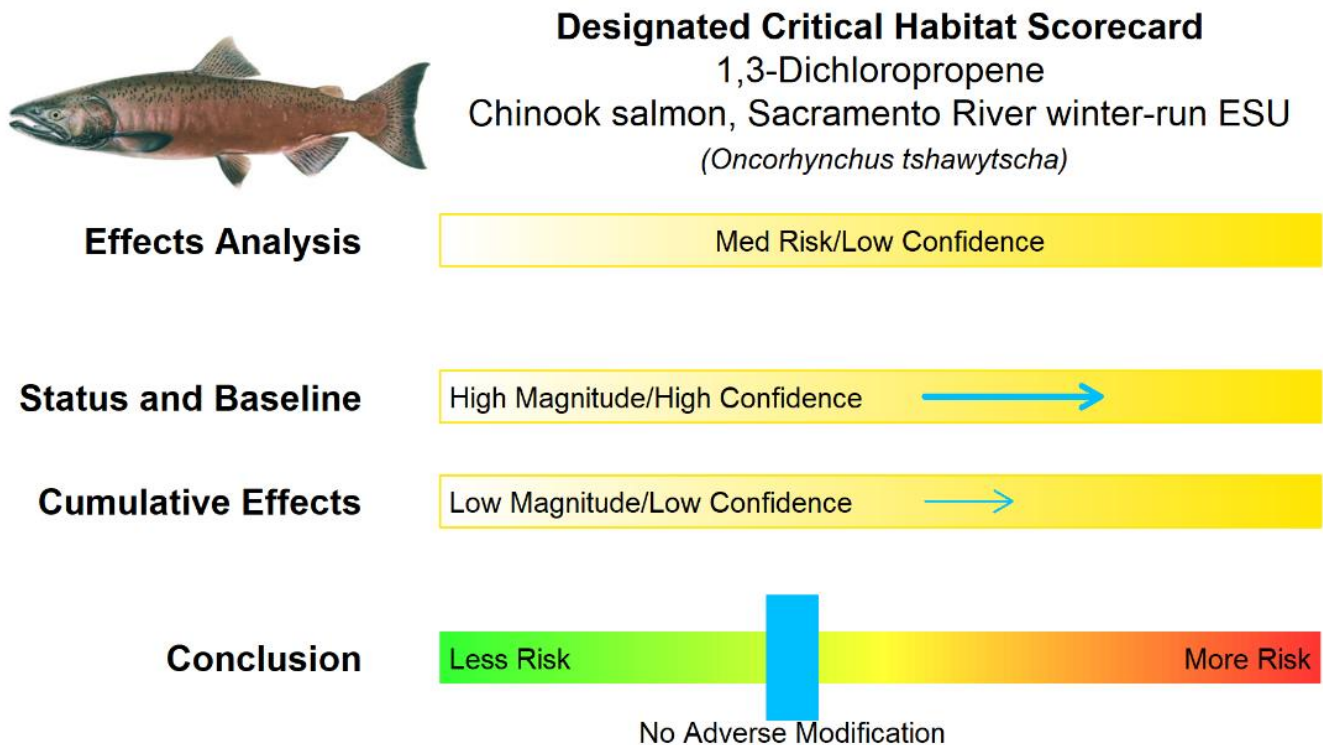 Designated Critical Habitat Scorecard
1,3-Dichloropropene
Chinook salmon, Sacramento River winter-run ESU
(Oncorhynchus tshawytscha)
Effects Analysis
Med Risk/Low Confidence
Status and Baseline
High Magnitude/High Confidence
Cumulative Effects
Low Magnitude/Low Confidence
Conclusion
Less Risk
More Risk
No Adverse Modification